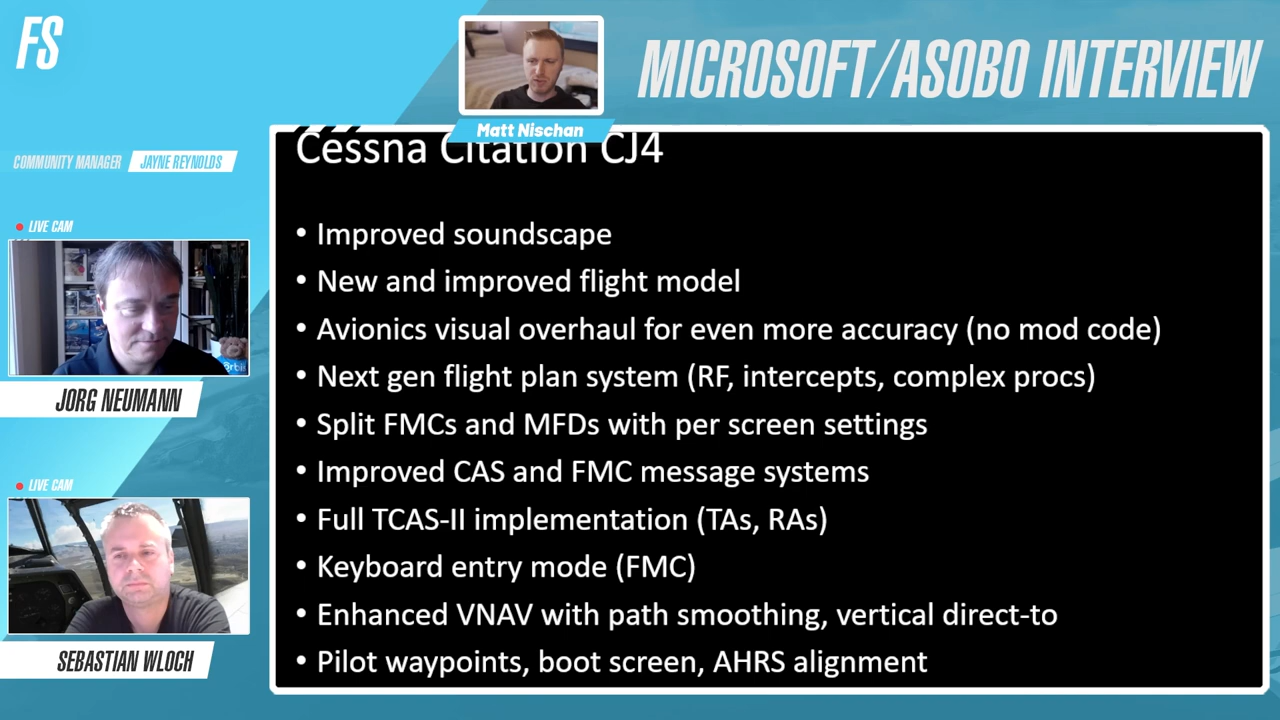 FS
MICROSOFT/ASOBO INTERVIEW
Matt Nischan
COMMUNITY MANAGER JAYNE REYNOLDS
LIVE CAM
JORG NEUMANN
LIVE CAM
SEBASTIAN WLOCH
Cessna Citation CJ4
• Improved soundscape
• New and improved flight model
• Avionics visual overhaul for even more accuracy (no mod code)
• Next gen flight plan system (RF, intercepts, complex procs)
• Split FMCs and MFDs with per screen settings
• Improved CAS and FMC message systems
• Full TCAS-II implementation (TAs, RAs)
• Keyboard entry mode (FMC)
• Enhanced VNAV with path smoothing, vertical direct-to
• Pilot waypoints, boot screen, AHRS alignment